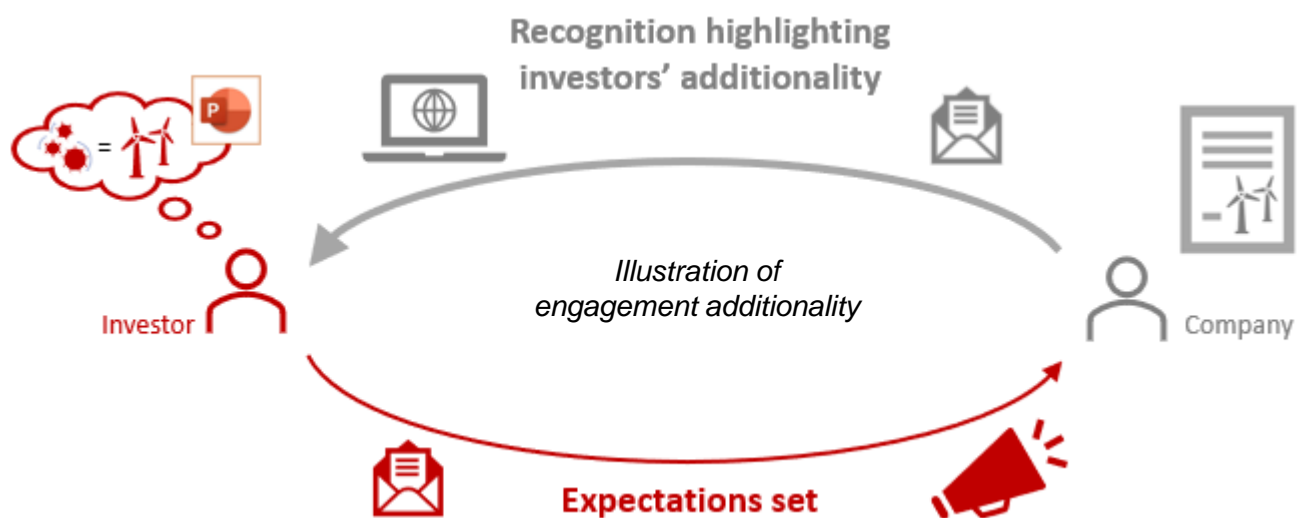 Recognition highlighting
investors’ additionality
P
=
Illustration of
engagement additionality
Investor
Company
Expectations set